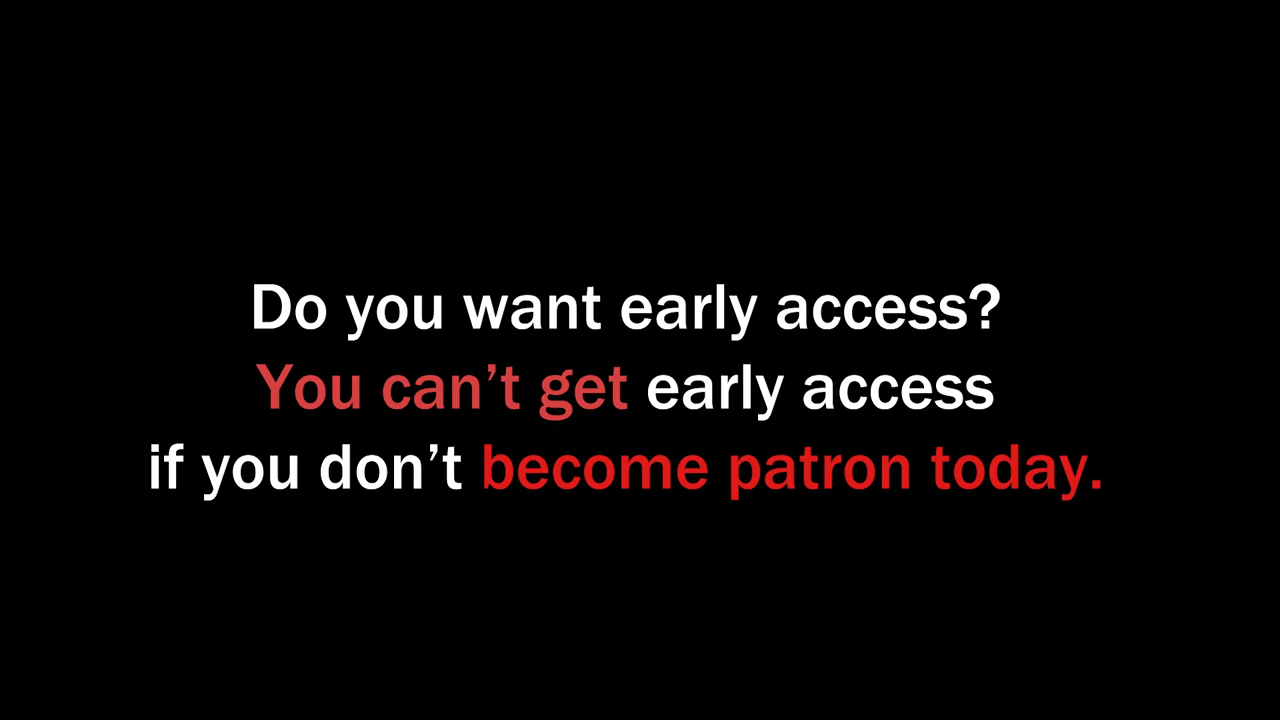 Do you want early access?
You can’t get early access
if you don’t become patron today.